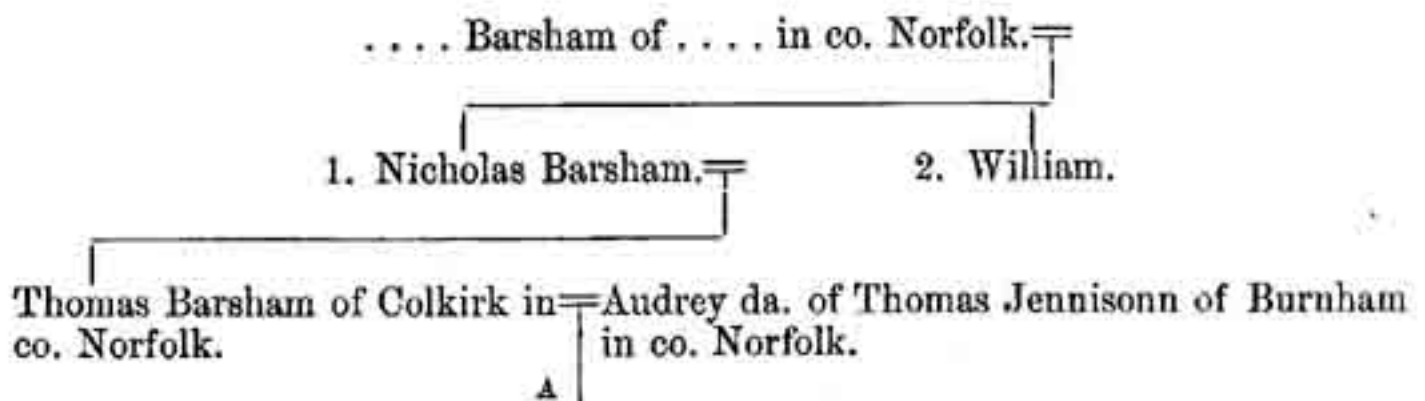 .... Barsham of .... in co. Norfolk.
1. Nicholas Barsham. 2. William.
Thomas Barsham of Colkirk in=Audrey da. of Thomas Jennisonn of Burnham
co. Norfolk. in co. Norfolk.
A